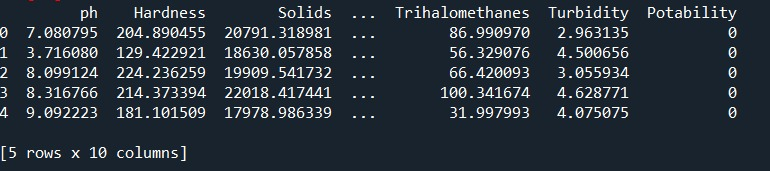 ph Hardness Solids ... Trihalomethanes Turbidity Potability
0 7.080795 204.890455 20791.318981 ... 86.990970 2.963135 0
1 3.716080 129.422921 18630.057858 ... 56.329076 4.500656 0
2 8.099124 224.236259 19909.541732 ... 66.420093 3.055934 0
3 8.316766 214.373394 22018.417441 ... 100.341674 4.628771 0
4 9.092223 181.101509 17978.986339 ... 31.997993 4.075075 0
[5 rows x 10 columns]